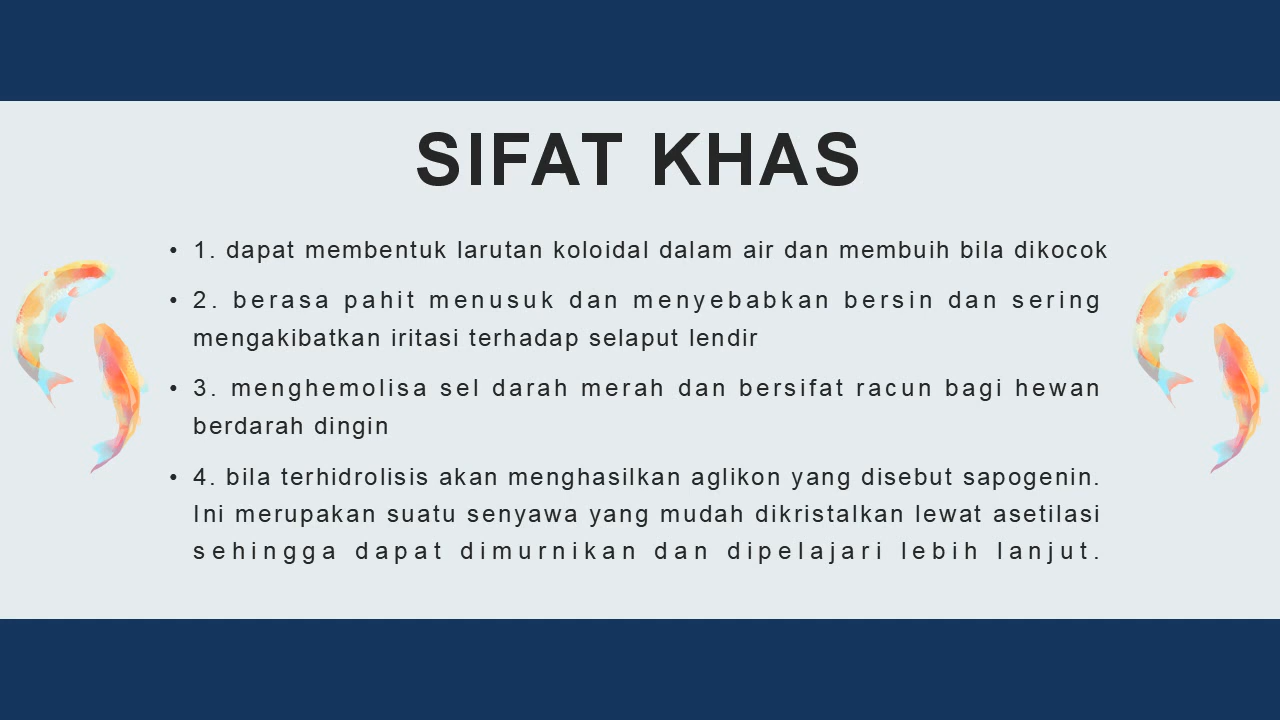 SIFAT KHAS
• 1. dapat membentuk larutan koloidal dalam air dan membuih bila dikocok
• 2. berasa pahit menusuk dan menyebabkan bersin dan sering
mengakibatkan iritasi terhadap selaput lendir
• 3. menghemolisa sel darah merah dan bersifat racun bagi hewan
berdarah dingin
• 4. bila terhidrolisis akan menghasilkan aglikon yang disebut sapogenin.
Ini merupakan suatu senyawa yang mudah dikristalkan lewat asetilasi
sehingga dapat dimurnikan dan dipelajari lebih lanjut.